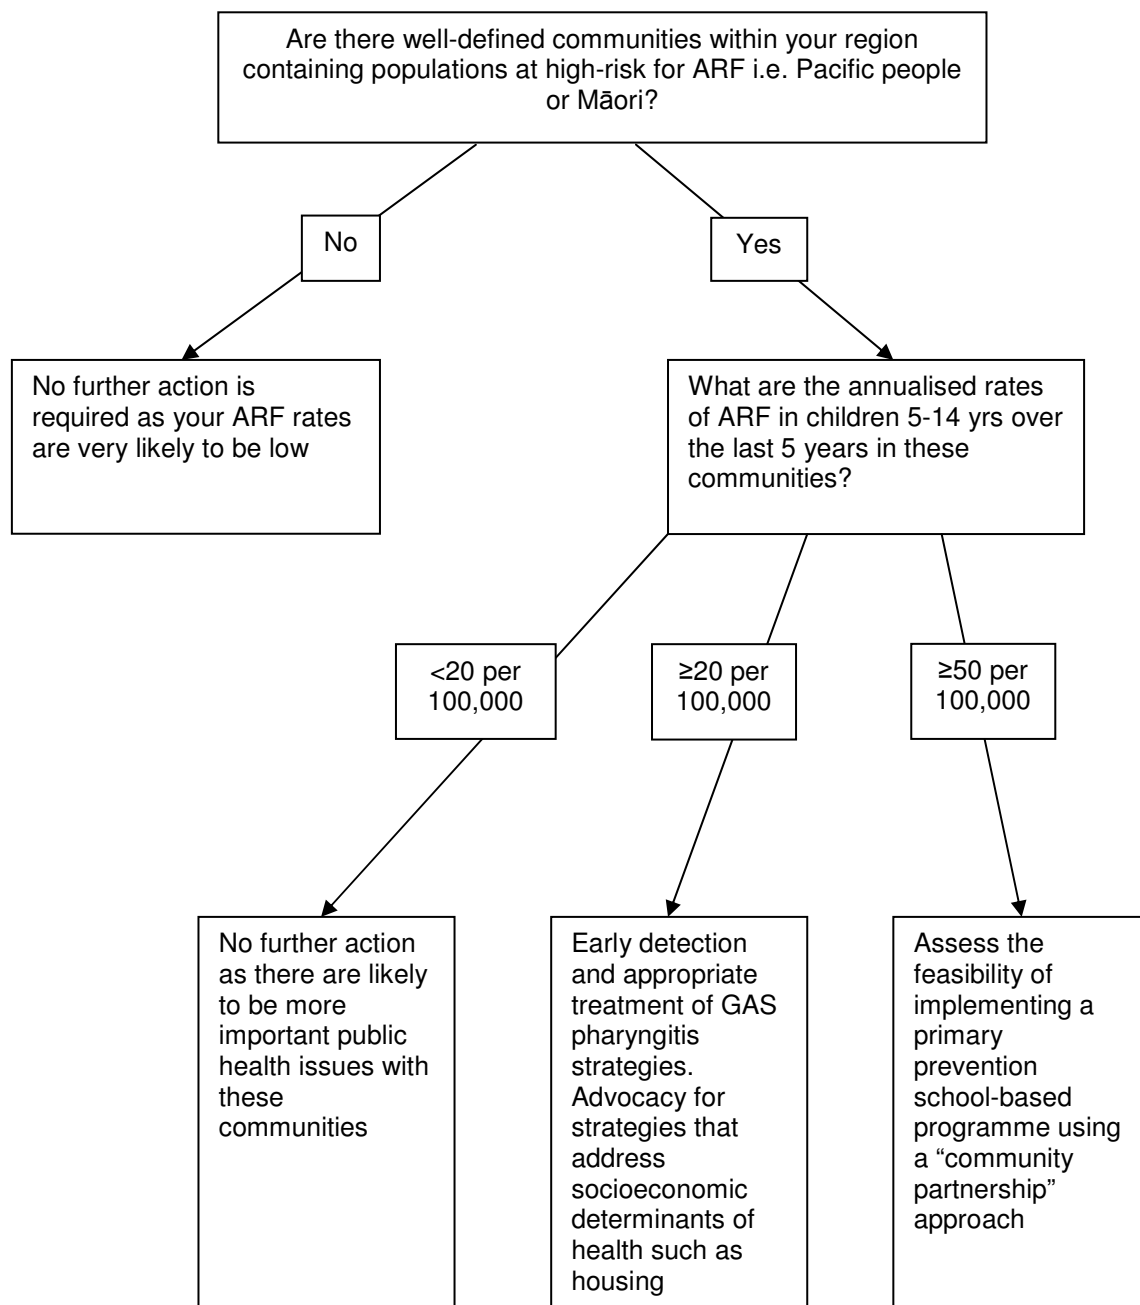 Are there well-defined communities within your region
containing populations at high-risk for ARF i.e. Pacific people
or Māori?
No
Yes
No further action is
required as your ARF rates
are very likely to be low
What are the annualised rates
of ARF in children 5-14 yrs over
the last 5 years in these
communities?
<20 per
100,000
≥20 per
100,000
≥50 per
100,000
No further action
as there are likely
to be more
important public
health issues with
these
communities
Early detection
and appropriate
treatment of GAS
pharyngitis
strategies.
Advocacy for
strategies that
address
socioeconomic
determinants of
health such as
housing
Assess the
feasibility of
implementing a
primary
prevention
school-based
programme using
a “community
partnership”
approach